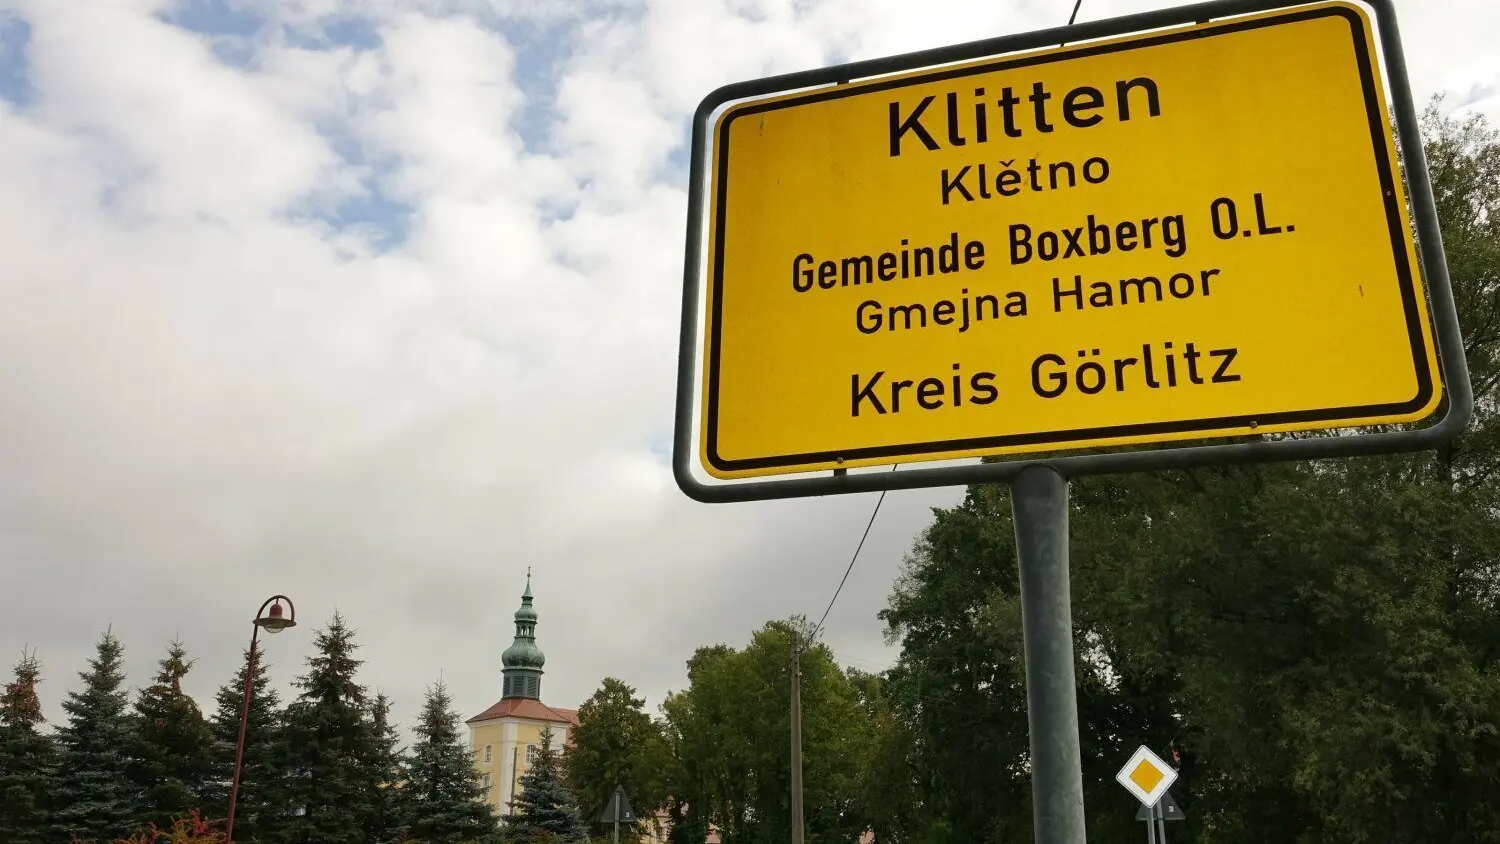 Klitten
Klětno
Gemeinde Boxberg O.L.
Gmejna Hamor
Kreis Görlitz